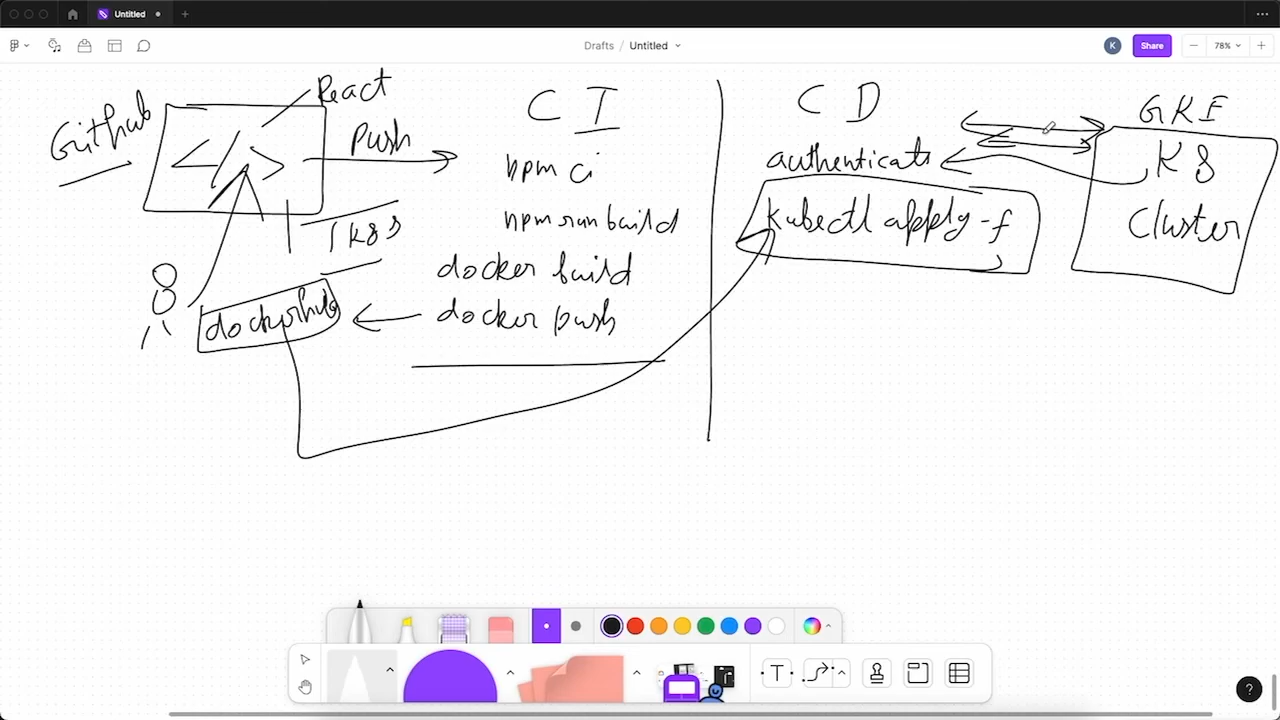 Untitled
Drafts / Untitled
K
Share
78%
Github
React
</>
Push
/k8s
dockerhub
CI
npm ci
npm run build
docker build
docker push
CD
authenticate
kubectl apply -f
GKE
K8
Cluster
T
?